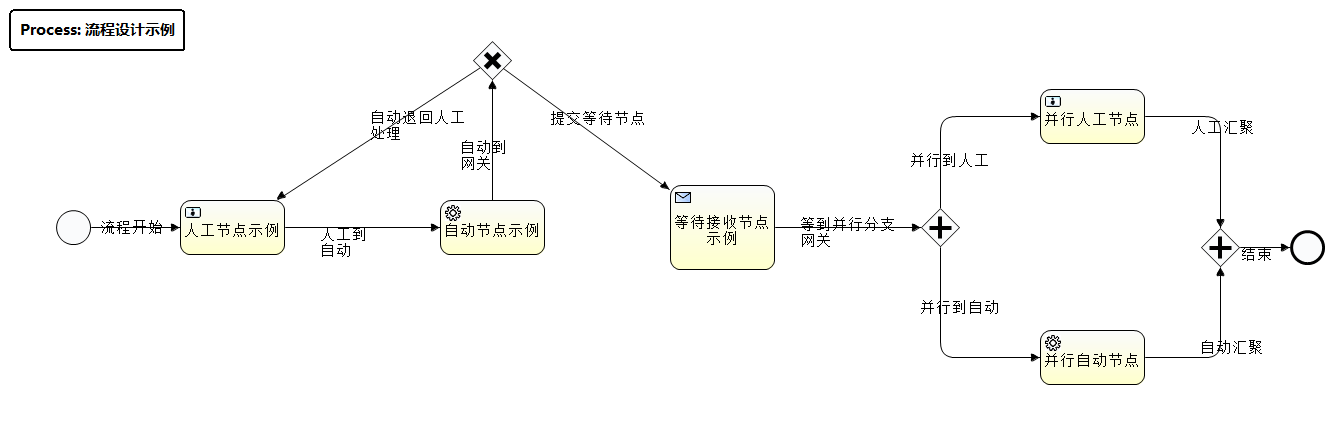 Process: 流程设计示例
自动退回人工
处理
提交等待节点
自动到
网关
流程开始
人工节点示例
人工到
自动
自动节点示例
等待接收节点
示例
等到并行分支
网关
并行到人工
并行人工节点
人工汇聚
结束
并行到自动
并行自动节点
自动汇聚